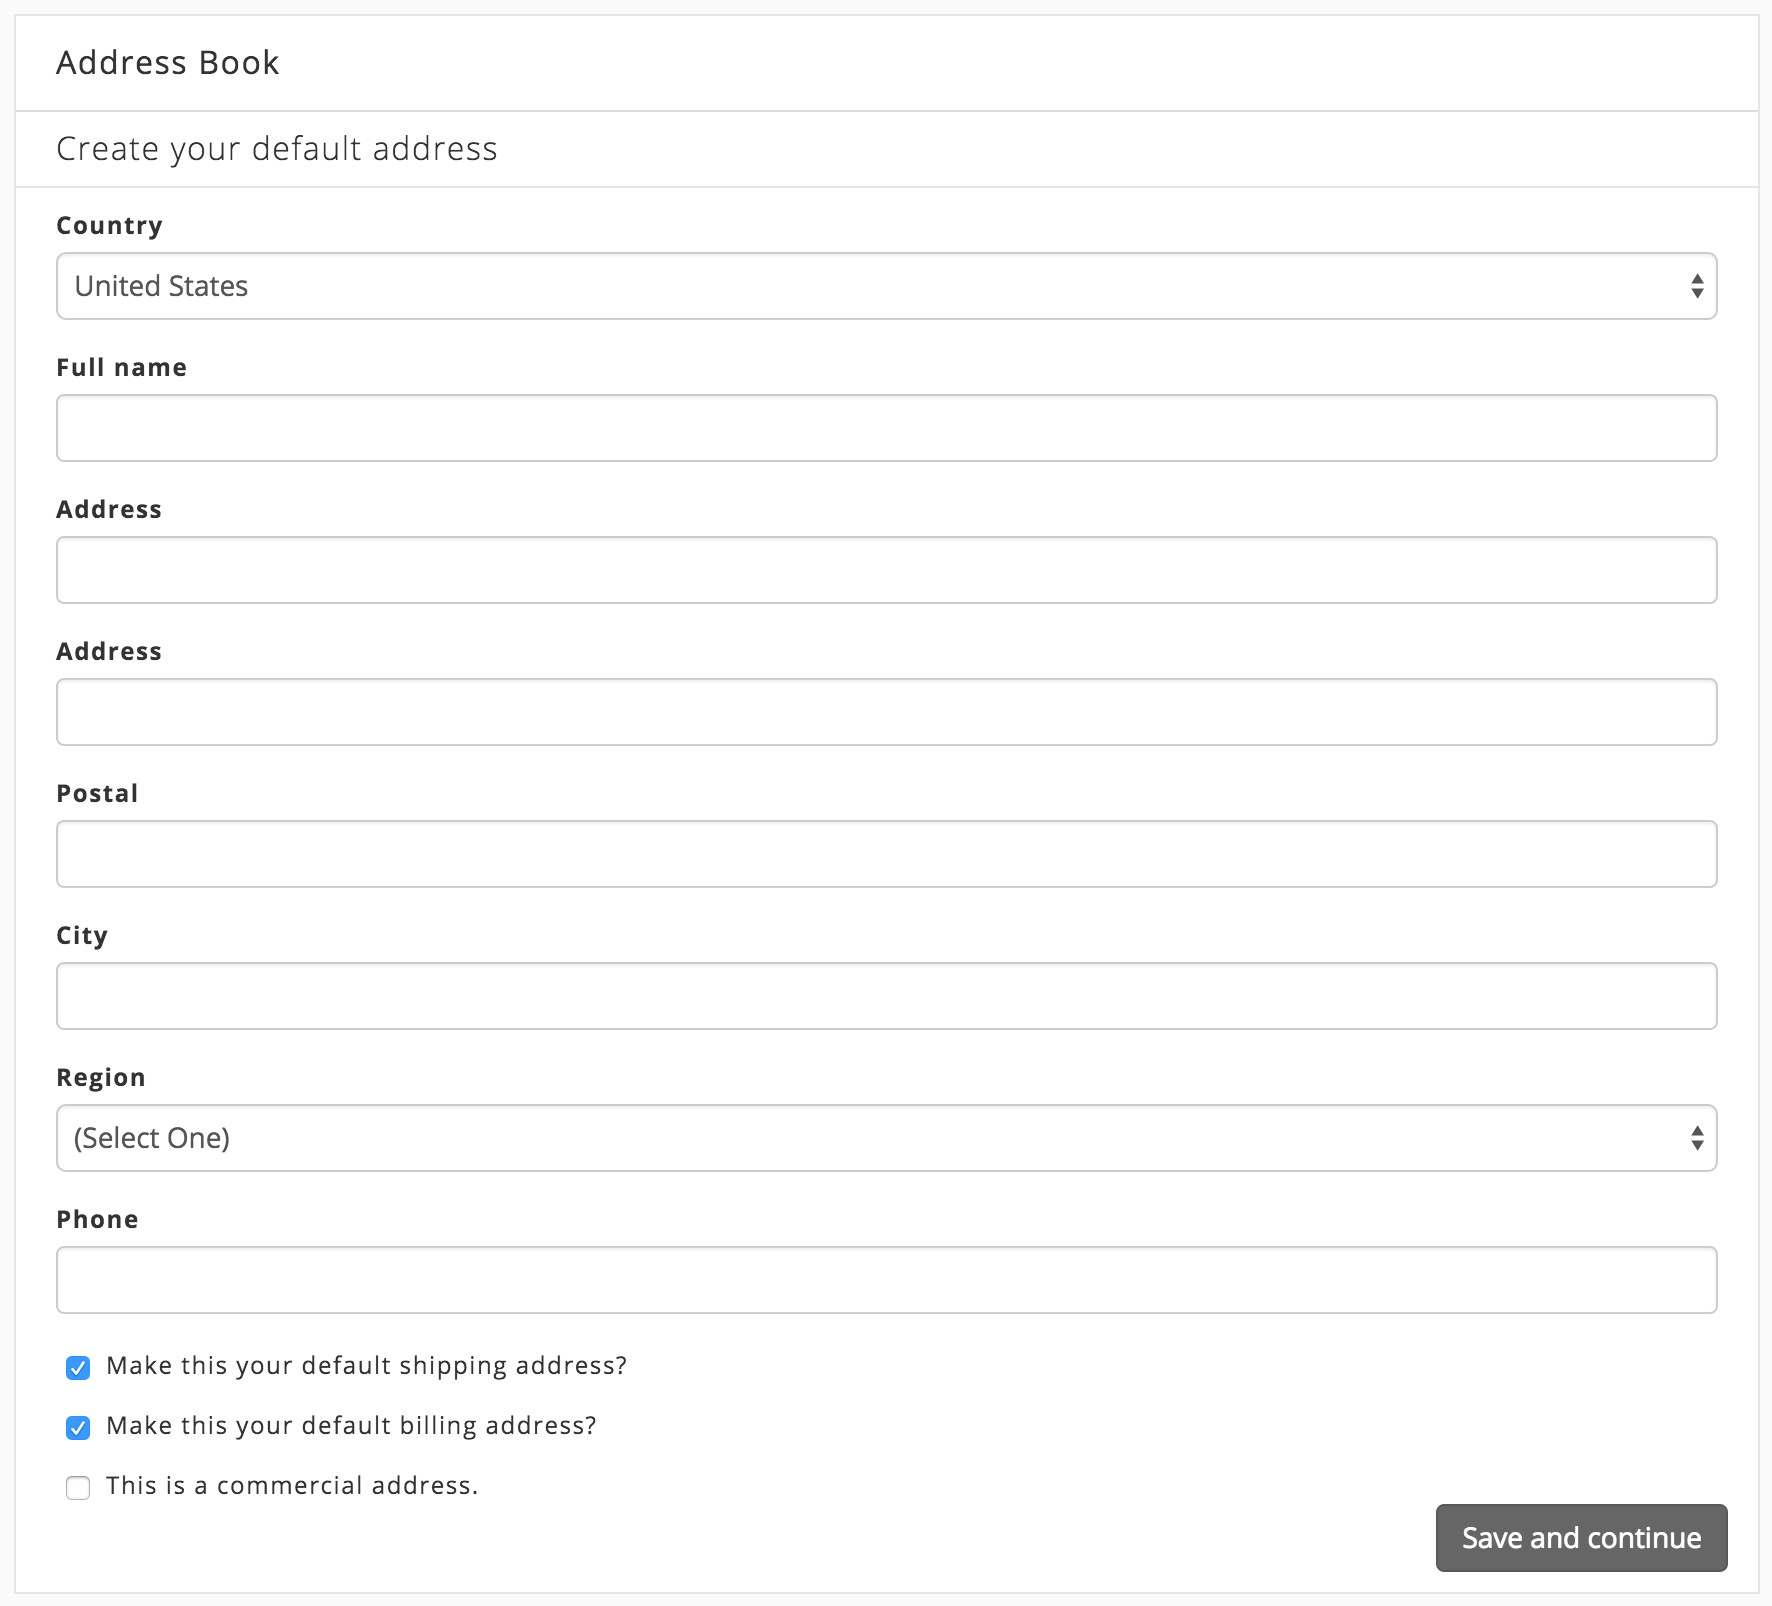 Address Book
Create your default address
Country
United States
Full name
Address
Address
Postal
City
Region
(Select One)
Phone
Make this your default shipping address?
Make this your default billing address?
This is a commercial address.
Save and continue